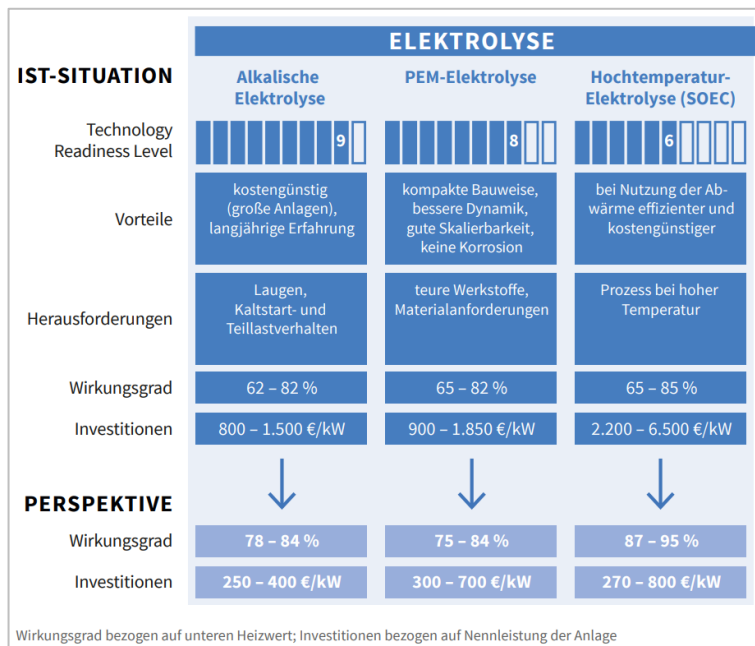 ELEKTROLYSE
IST-SITUATION
Alkalische
Elektrolyse
PEM-Elektrolyse
Hochtemperatur-
Elektrolyse (SOEC)
Technology
Readiness Level
9
8
6
Vorteile
kostengünstig
(große Anlagen),
langjährige Erfahrung
kompakte Bauweise,
bessere Dynamik,
gute Skalierbarkeit,
keine Korrosion
bei Nutzung der Ab-
wärme effizienter und
kostengünstiger
Herausforderungen
Laugen,
Kaltstart- und
Teillastverhalten
teure Werkstoffe,
Materialanforderungen
Prozess bei hoher
Temperatur
Wirkungsgrad
62 – 82 %
65 – 82 %
65 – 85 %
Investitionen
800 – 1.500 €/kW
900 – 1.850 €/kW
2.200 – 6.500 €/kW
PERSPEKTIVE
Wirkungsgrad
78 – 84 %
75 – 84 %
87 – 95 %
Investitionen
250 – 400 €/kW
300 – 700 €/kW
270 – 800 €/kW
Wirkungsgrad bezogen auf unteren Heizwert; Investitionen bezogen auf Nennleistung der Anlage